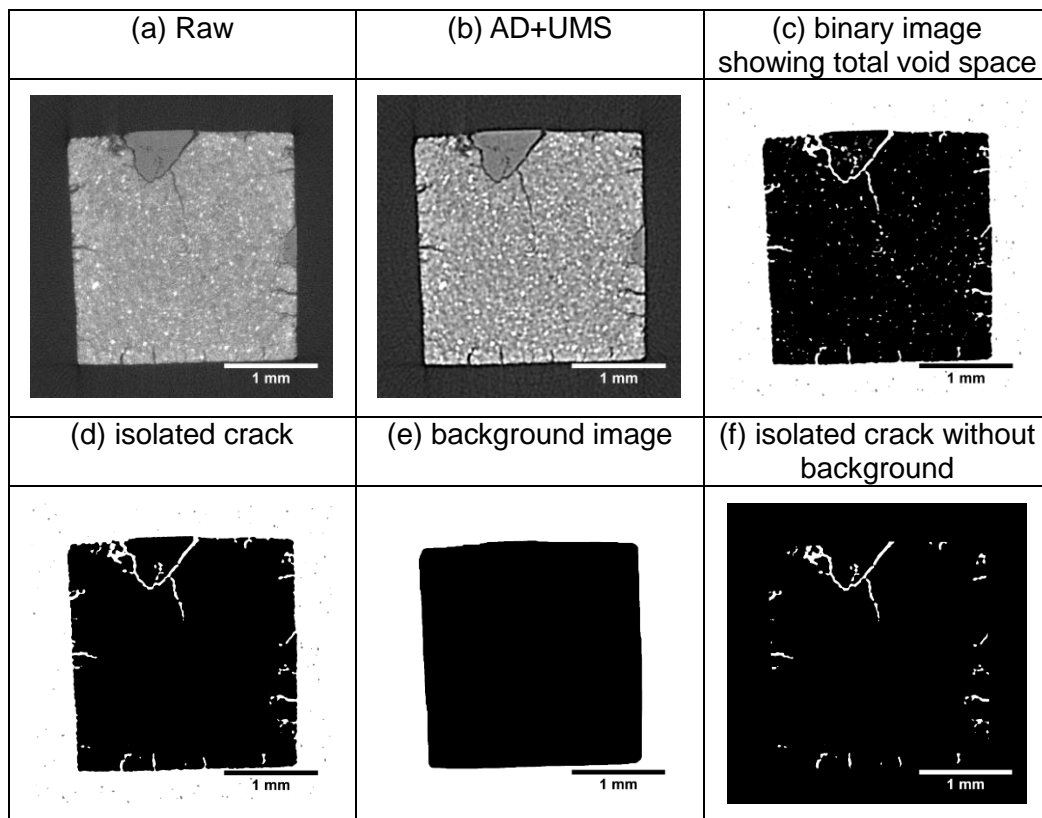 (a) Raw
(b) AD+UMS
(c) binary image
showing total void space
1 mm
1 mm
1 mm
(d) isolated crack
(e) background image
(f) isolated crack without
background
1 mm
1 mm
1 mm